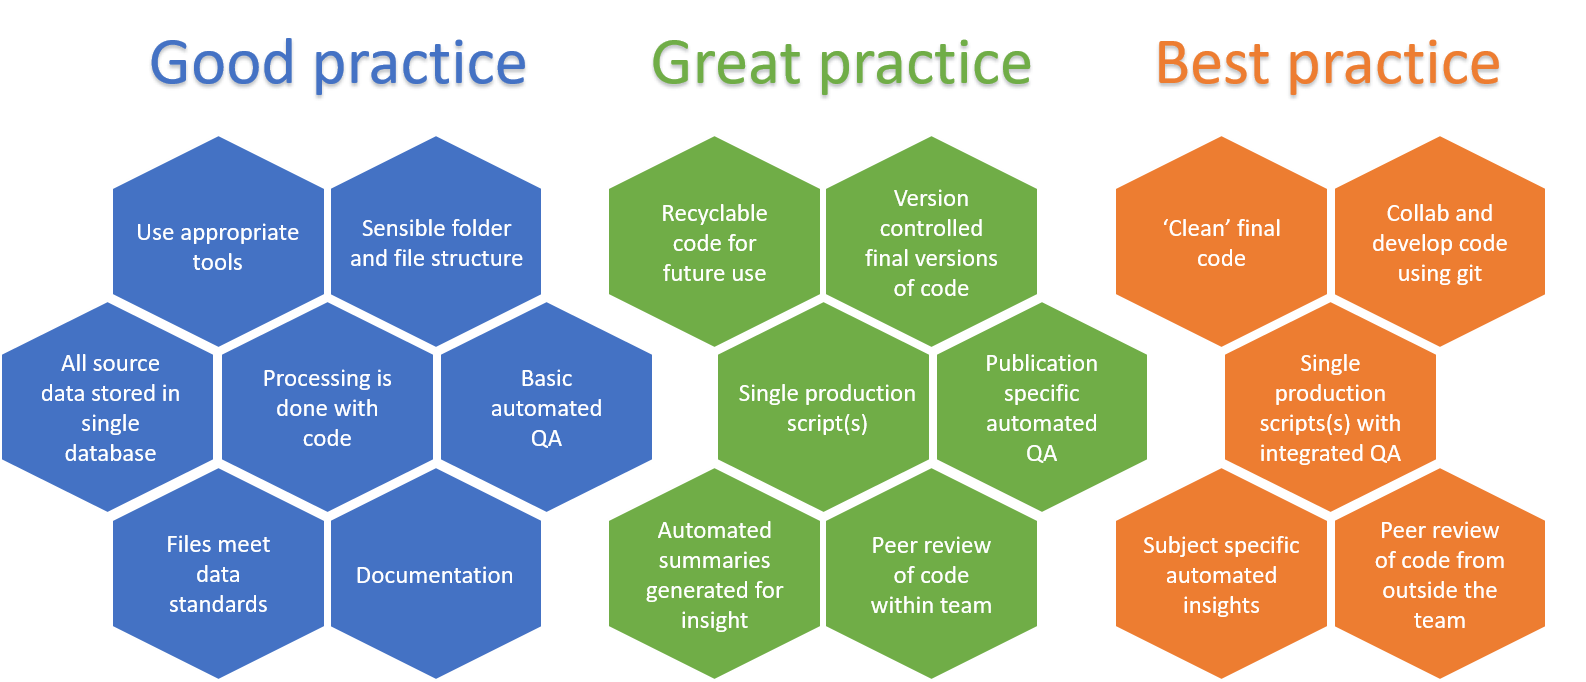 Good practice
Great practice
Best practice
Use appropriate
tools
Sensible folder
and file structure
All source
data stored in
single
database
Processing is
done with
code
Basic
automated
QA
Files meet
data
standards
Documentation
Recyclable
code for
future use
Version
controlled
final versions
of code
Single production
script(s)
Publication
specific
automated
QA
Automated
summaries
generated for
insight
Peer review
of code
within team
‘Clean’ final
code
Collab and
develop code
using git
Single
production
scripts(s) with
integrated QA
Subject specific
automated
insights
Peer review
of code from
outside the
team